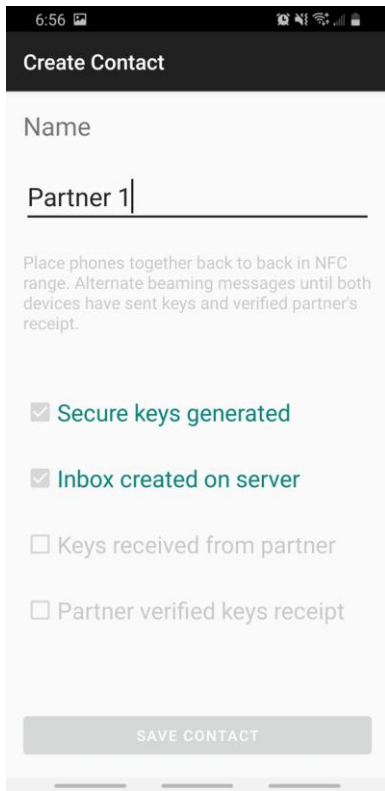 6:56
Create Contact
Name
Partner 1
Place phones together back to back in NFC
range. Alternate beaming messages until both
devices have sent keys and verified partner's
receipt.
Secure keys generated
Inbox created on server
Keys received from partner
Partner verified keys receipt
SAVE CONTACT